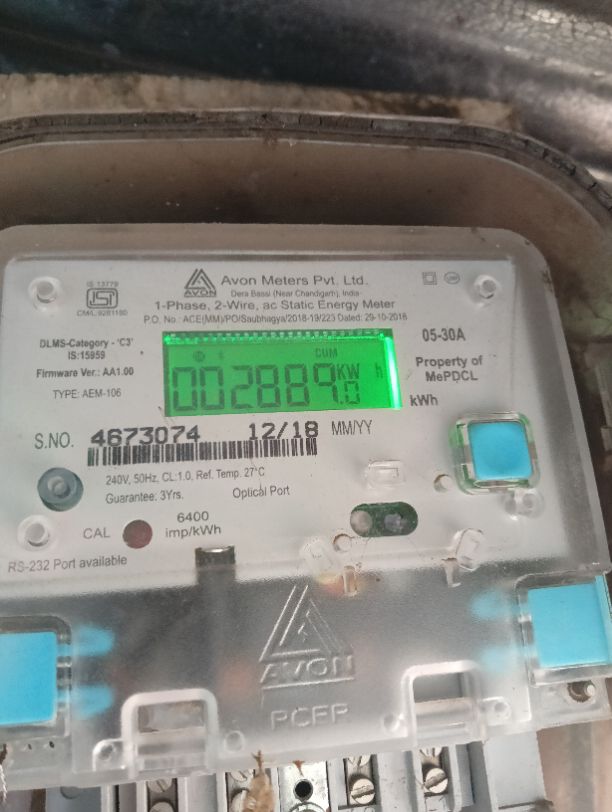 IS 13779
ISI
CM/L 9281180
AVON
Avon Meters Pvt. Ltd.
Dera Bassi (Near Chandigarh), India
1-Phase, 2-Wire, ac Static Energy Meter
P.O. No.: ACE(MM)/PO/Saubhagya/2018-19/223 Dated: 29-10-2018
DLMS-Category - 'C3'
IS:15959
Firmware Ver.: AA1.00
TYPE: AEM-106
CUM
002889.0 KW h
05-30A
Property of
MePDCL
kWh
S.NO. 4673074 12/18 MM/YY
240V, 50Hz, CL:1.0, Ref. Temp. 27°C
Guarantee: 3Yrs. Optical Port
CAL 6400
imp/kWh
RS-232 Port available
AVON